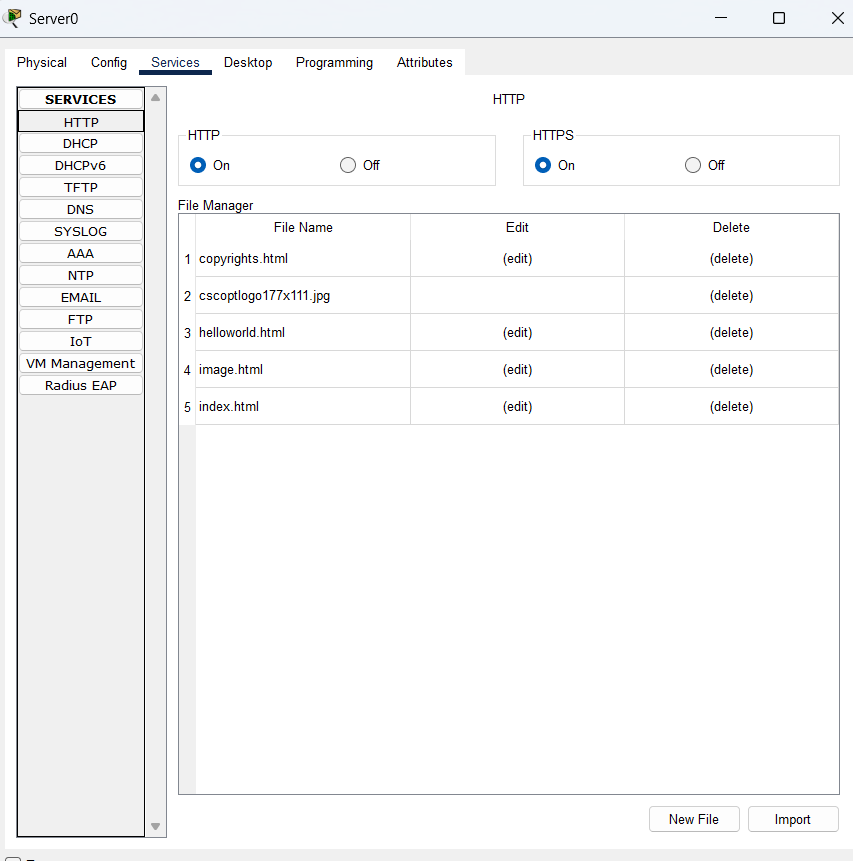 Server0
Physical Config Services Desktop Programming Attributes
SERVICES
HTTP
DHCP
DHCPv6
TFTP
DNS
SYSLOG
AAA
NTP
EMAIL
FTP
IoT
VM Management
Radius EAP
HTTP
HTTP
On Off
HTTPS
On Off
File Manager
File Name Edit Delete
1 copyrights.html (edit) (delete)
2 cscoptlogo177x111.jpg (delete)
3 helloworld.html (edit) (delete)
4 image.html (edit) (delete)
5 index.html (edit) (delete)
New File Import